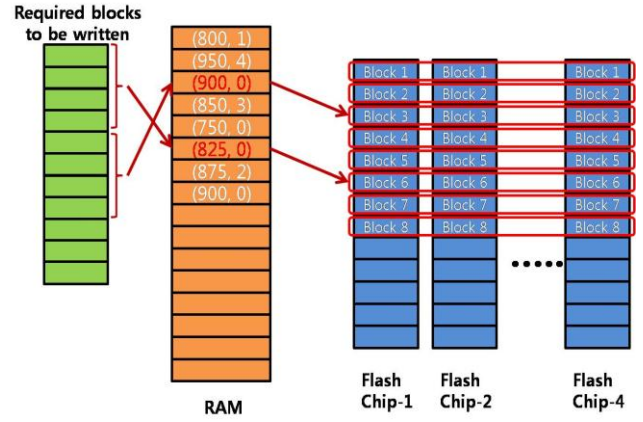 Required blocks
to be written
(800, 1)
(950, 4)
(900, 0)
(850, 3)
(750, 0)
(825, 0)
(875, 2)
(900, 0)
RAM
Block 1 Block 1 Block 1
Block 2 Block 2 Block 2
Block 3 Block 3 Block 3
Block 4 Block 4 Block 4
Block 5 Block 5 Block 5
Block 6 Block 6 Block 6
Block 7 Block 7 Block 7
Block 8 Block 8 Block 8
Flash
Chip-1
Flash
Chip-2
Flash
Chip-4